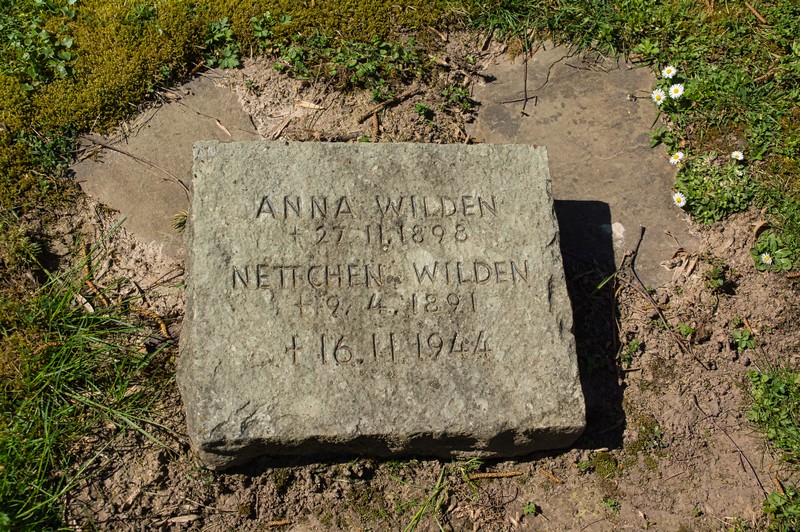 ANNA WILDEN
+ 27. 11. 1898
NETTCHEN WILDEN
+ 9. 4. 1891
+ 16. 11. 1944